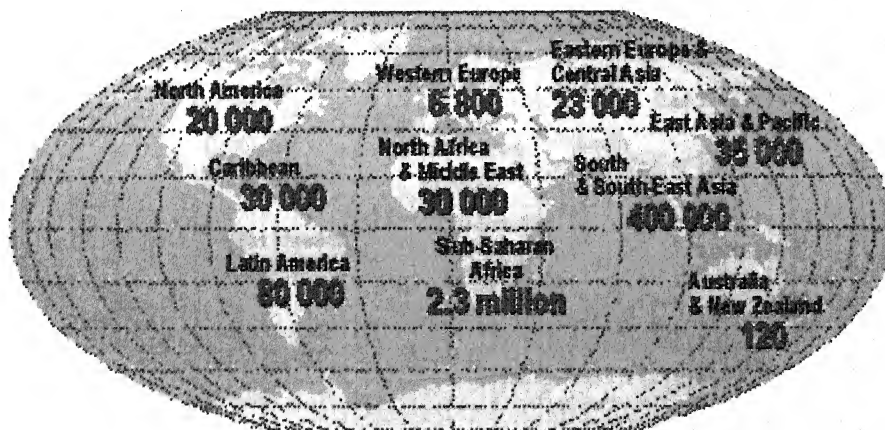 North America
20 000
Western Europe
6 800
Eastern Europe &
Central Asia
23 000
East Asia & Pacific
35 000
Caribbean
30 000
North Africa
& Middle East
30 000
South
& South-East Asia
400 000
Latin America
80 000
Sub-Saharan
Africa
2.3 million
Australia
& New Zealand
120